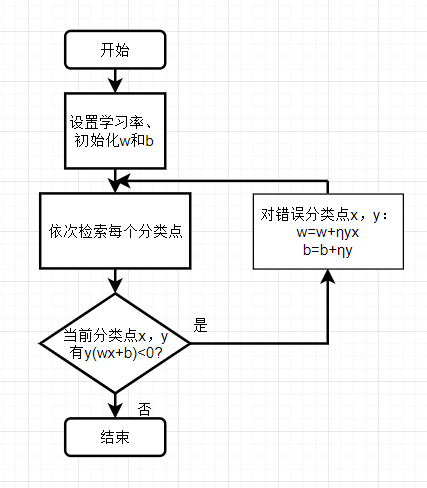 开始
设置学习率、
初始化w和b
依次检索每个分类点
对错误分类点x，y：
w=w+ηyx
b=b+ηy
当前分类点x，y
有y(wx+b)<0?
是
否
结束